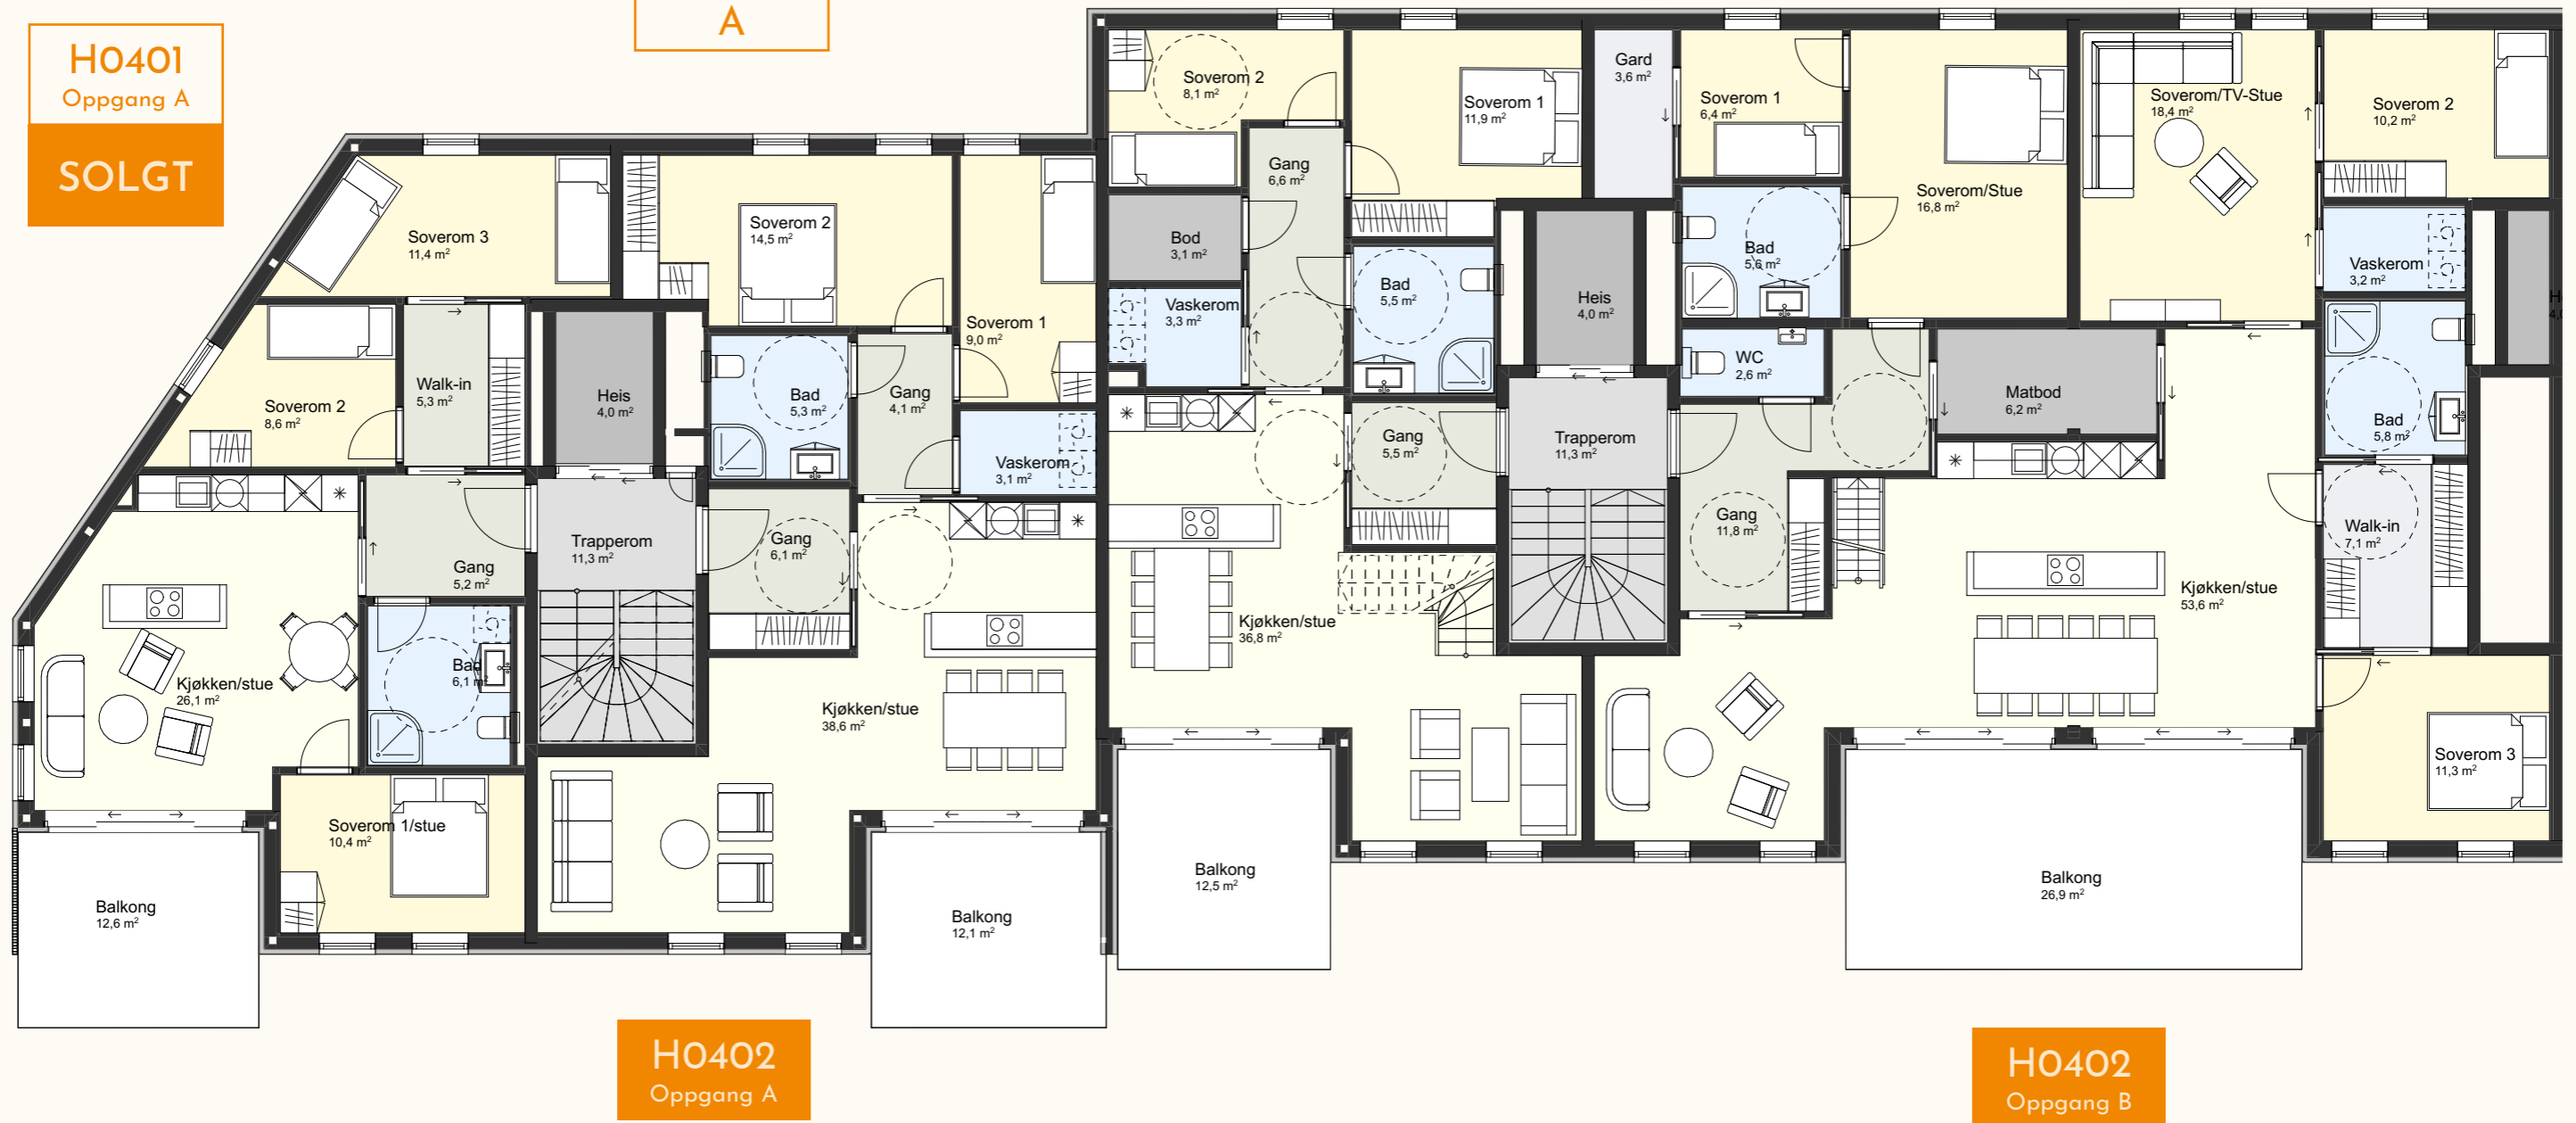 H0401
Oppgang A
SOLGT
A
Soverom 3
11,4 m²
Soverom 2
8,6 m²
Walk-in
5,3 m²
Heis
4,0 m²
Gang
5,2 m²
Bad
6,1 m²
Kjøkken/stue
26,1 m²
Soverom 1/stue
10,4 m²
Balkong
12,6 m²
Trapperom
11,3 m²
Soverom 2
14,5 m²
Soverom 1
9,0 m²
Bad
5,3 m²
Gang
4,1 m²
Vaskerom
3,1 m²
Gang
6,1 m²
Kjøkken/stue
38,6 m²
Balkong
12,1 m²
H0402
Oppgang A
Soverom 2
8,1 m²
Soverom 1
11,9 m²
Gang
6,6 m²
Bod
3,1 m²
Vaskerom
3,3 m²
Bad
5,5 m²
Gang
5,5 m²
Kjøkken/stue
36,8 m²
Balkong
12,5 m²
Heis
4,0 m²
Trapperom
11,3 m²
Gard
3,6 m²
Soverom 1
6,4 m²
Soverom/Stue
16,8 m²
Bad
5,6 m²
WC
2,6 m²
Matbod
6,2 m²
Gang
11,8 m²
Soverom/TV-Stue
18,4 m²
Soverom 2
10,2 m²
Vaskerom
3,2 m²
Bad
5,8 m²
Walk-in
7,1 m²
Kjøkken/stue
53,6 m²
Soverom 3
11,3 m²
Balkong
26,9 m²
H0402
Oppgang B